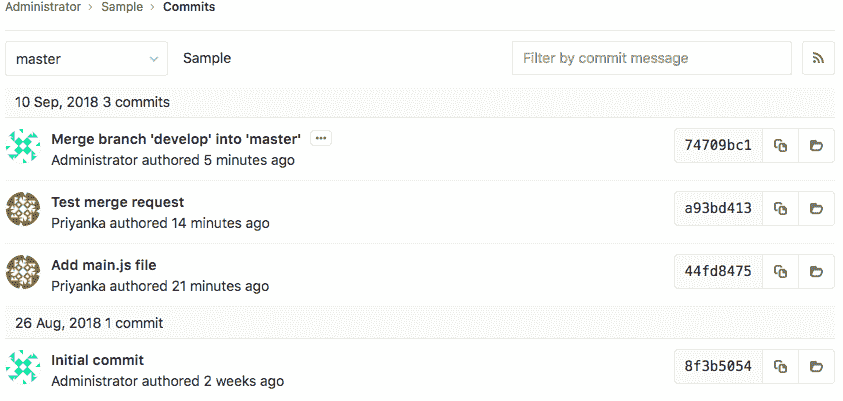 Administrator › Sample › Commits
master Sample Filter by commit message
10 Sep, 2018 3 commits
Merge branch 'develop' into 'master' ••• 74709bc1
Administrator authored 5 minutes ago
Test merge request a93bd413
Priyanka authored 14 minutes ago
Add main.js file 44fd8475
Priyanka authored 21 minutes ago
26 Aug, 2018 1 commit
Initial commit 8f3b5054
Administrator authored 2 weeks ago